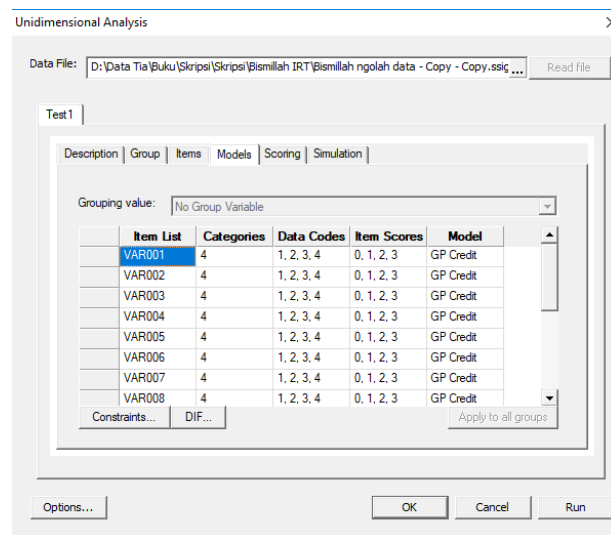 Unidimensional Analysis
Data File: D:\Data Tia\Buku\Skripsi\Skripsi\Bismillah IRT\Bismillah ngolah data - Copy - Copy.ssig ... Read file
Test1
Description Group Items Models Scoring Simulation
Grouping value: No Group Variable
Item List Categories Data Codes Item Scores Model
VAR001 4 1, 2, 3, 4 0, 1, 2, 3 GP Credit
VAR002 4 1, 2, 3, 4 0, 1, 2, 3 GP Credit
VAR003 4 1, 2, 3, 4 0, 1, 2, 3 GP Credit
VAR004 4 1, 2, 3, 4 0, 1, 2, 3 GP Credit
VAR005 4 1, 2, 3, 4 0, 1, 2, 3 GP Credit
VAR006 4 1, 2, 3, 4 0, 1, 2, 3 GP Credit
VAR007 4 1, 2, 3, 4 0, 1, 2, 3 GP Credit
VAR008 4 1, 2, 3, 4 0, 1, 2, 3 GP Credit
Constraints... DIF... Apply to all groups
Options... OK Cancel Run